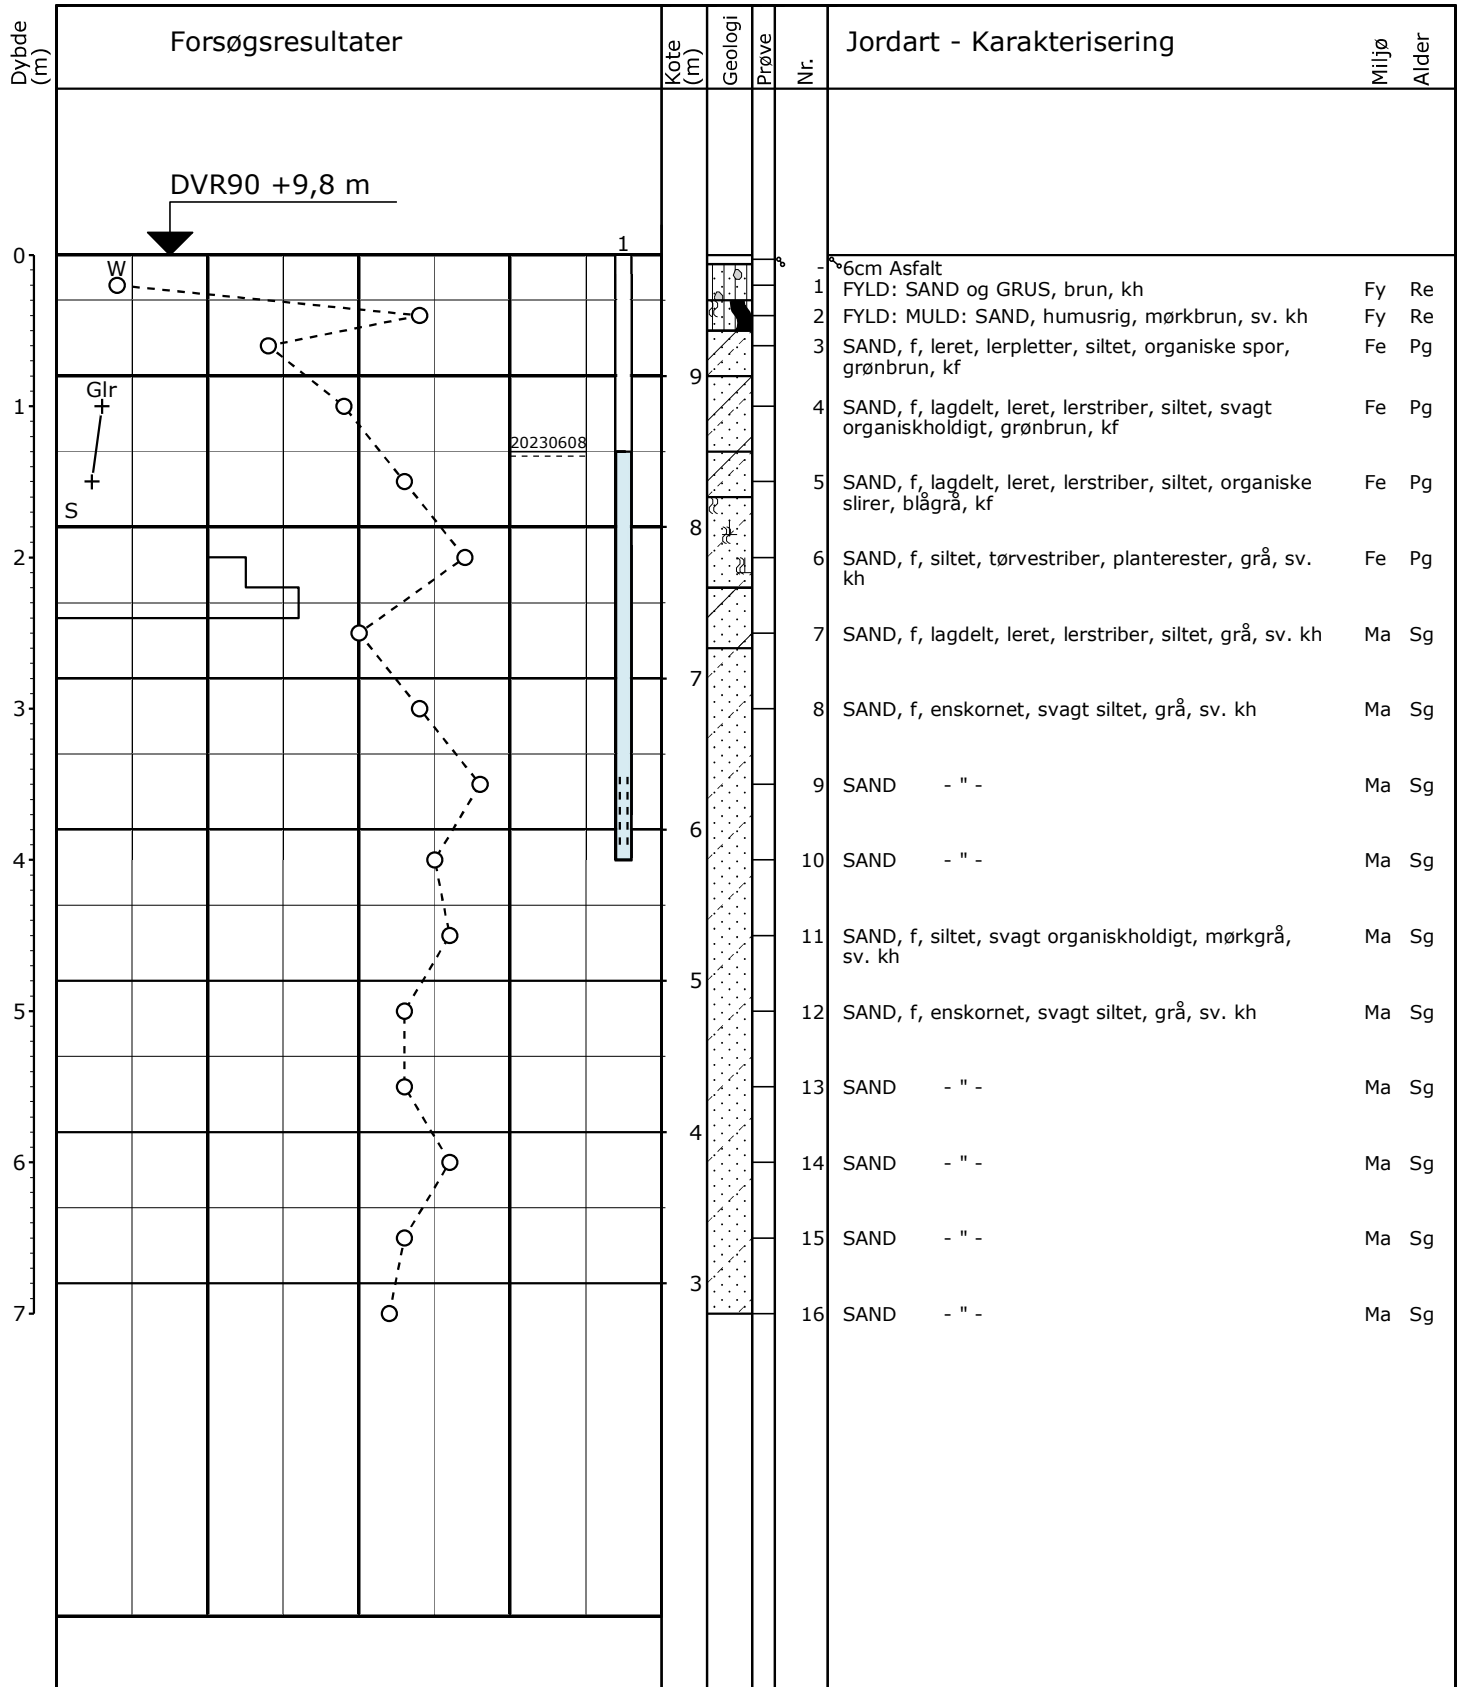 Dybde
(m)
Forsøgsresultater
Kote
(m)
Geologi
Prøve
Nr.
Jordart - Karakterisering
Miljø
Alder
DVR90 +9,8 m
1
0
W
- 6cm Asfalt
1 FYLD: SAND og GRUS, brun, kh Fy Re
2 FYLD: MULD: SAND, humusrig, mørkbrun, sv. kh Fy Re
3 SAND, f, leret, lerpletter, siltet, organiske spor, Fe Pg
grønbrun, kf
9
Glr
1
4 SAND, f, lagdelt, leret, lerstriber, siltet, svagt Fe Pg
organiskholdigt, grønbrun, kf
20230608
5 SAND, f, lagdelt, leret, lerstriber, siltet, organiske Fe Pg
slirer, blågrå, kf
S
8
2
6 SAND, f, siltet, tørvestriber, planterester, grå, sv. Fe Pg
kh
7 SAND, f, lagdelt, leret, lerstriber, siltet, grå, sv. kh Ma Sg
7
3
8 SAND, f, enskornet, svagt siltet, grå, sv. kh Ma Sg
9 SAND - " - Ma Sg
6
4
10 SAND - " - Ma Sg
11 SAND, f, siltet, svagt organiskholdigt, mørkgrå, Ma Sg
sv. kh
5
5
12 SAND, f, enskornet, svagt siltet, grå, sv. kh Ma Sg
13 SAND - " - Ma Sg
4
6
14 SAND - " - Ma Sg
15 SAND - " - Ma Sg
3
7
16 SAND - " - Ma Sg